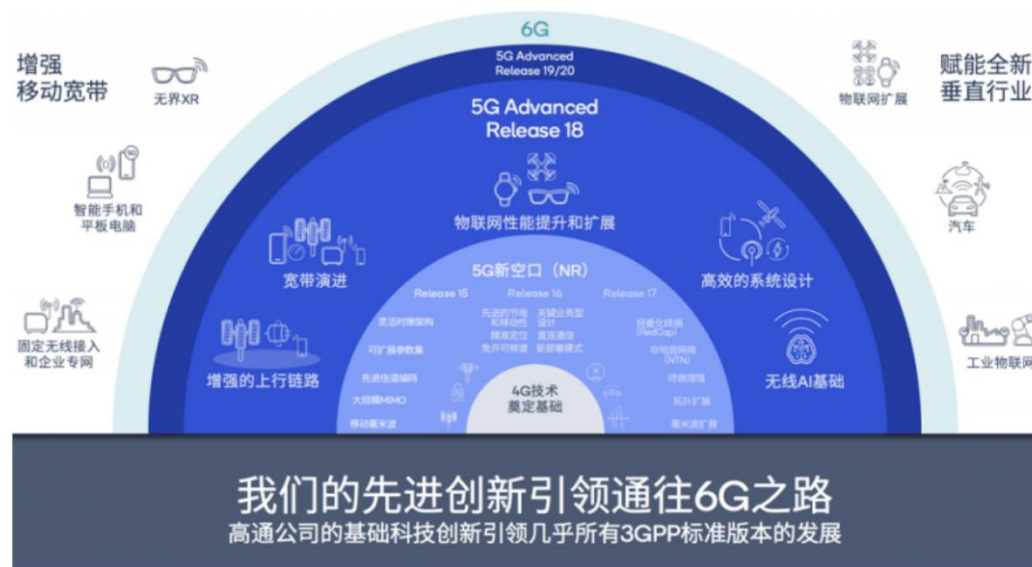 6G
5G Advanced
Release 19/20
增强
移动宽带
无界XR
物联网扩展
赋能全新
垂直行业
5G Advanced
Release 18
智能手机和
平板电脑
物联网性能提升和扩展
汽车
宽带演进
高效的系统设计
5G新空口（NR）
Release 15
Release 16
Release 17
灵活时隙架构
先进的节电
和移动性
关键业务型
设计
轻量化终端
(RedCap)
精准定位
直连通信
可扩展参数集
免许可频谱
新部署模式
非地面网络
(NTN)
固定无线接入
和企业专网
工业物联网
增强的上行链路
先进信道编码
4G技术
奠定基础
终端增强
无线AI基础
大规模MIMO
拓扑扩展
移动毫米波
毫米波扩展
我们的先进创新引领通往6G之路
高通公司的基础科技创新引领几乎所有3GPP标准版本的发展